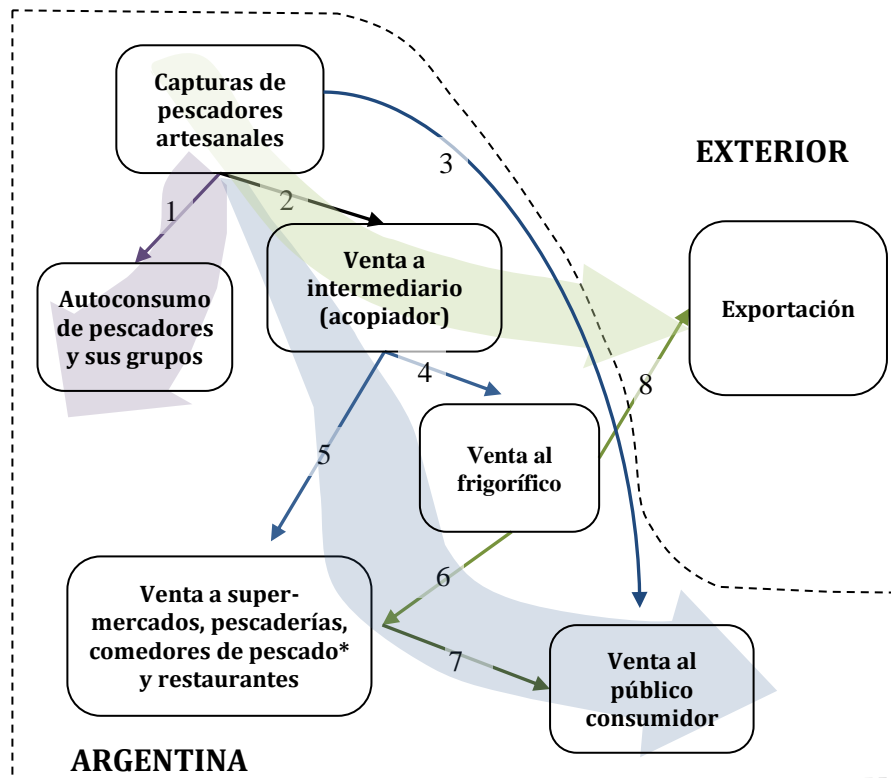 Capturas de
pescadores
artesanales
3
EXTERIOR
1
2
Venta a
intermediario
(acopiador)
Autoconsumo
de pescadores
y sus grupos
Exportación
4
8
5
Venta al
frigorífico
6
Venta a super-
mercados, pescaderías,
comedores de pescado*
y restaurantes
7
Venta al
público
consumidor
ARGENTINA